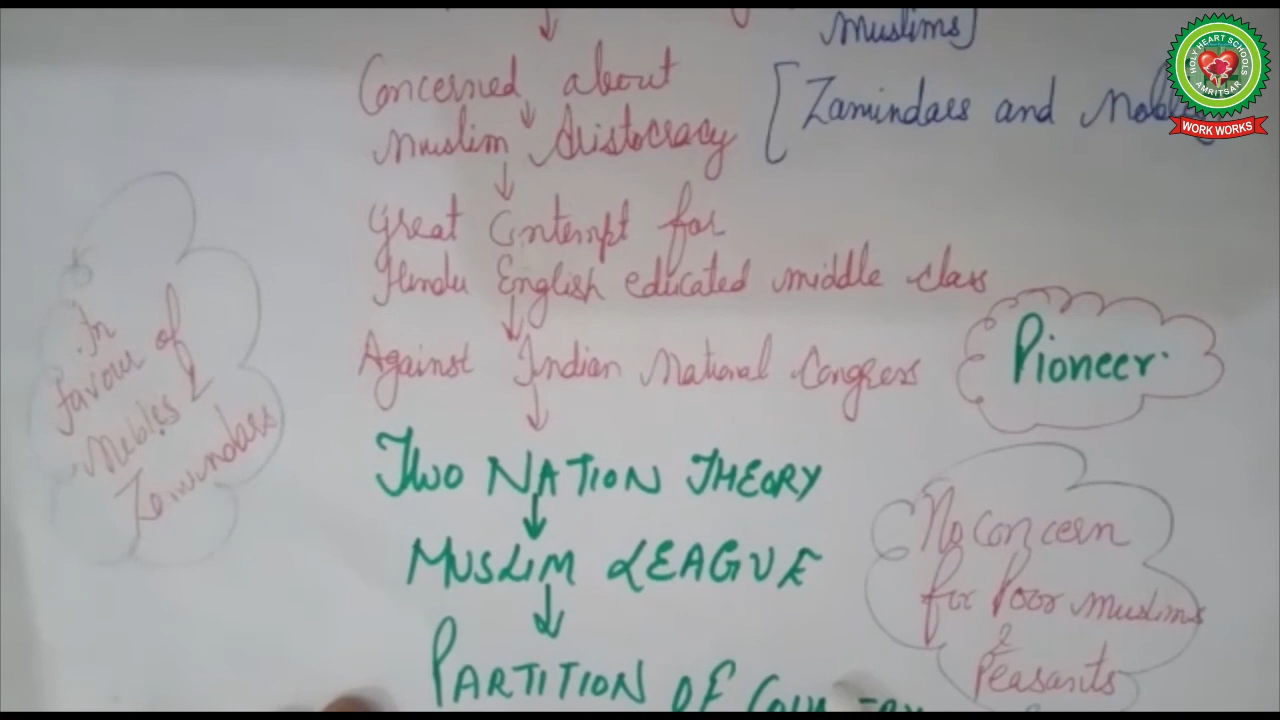 Muslims)
Concerned about
Muslim Aristocracy
[Zamindars and Nobles
Great Contempt for
Hindu English educated middle class
Against Indian National Congress
Pioneer.
In
favour of
Nobles &
Zamindars
TWO NATION THEORY
MUSLIM LEAGUE
PARTITION OF COUNTRY
No concern
for Poor muslims
&
Peasants
HOLY HEART SCHOOLS
AMRITSAR
WORK WORKS